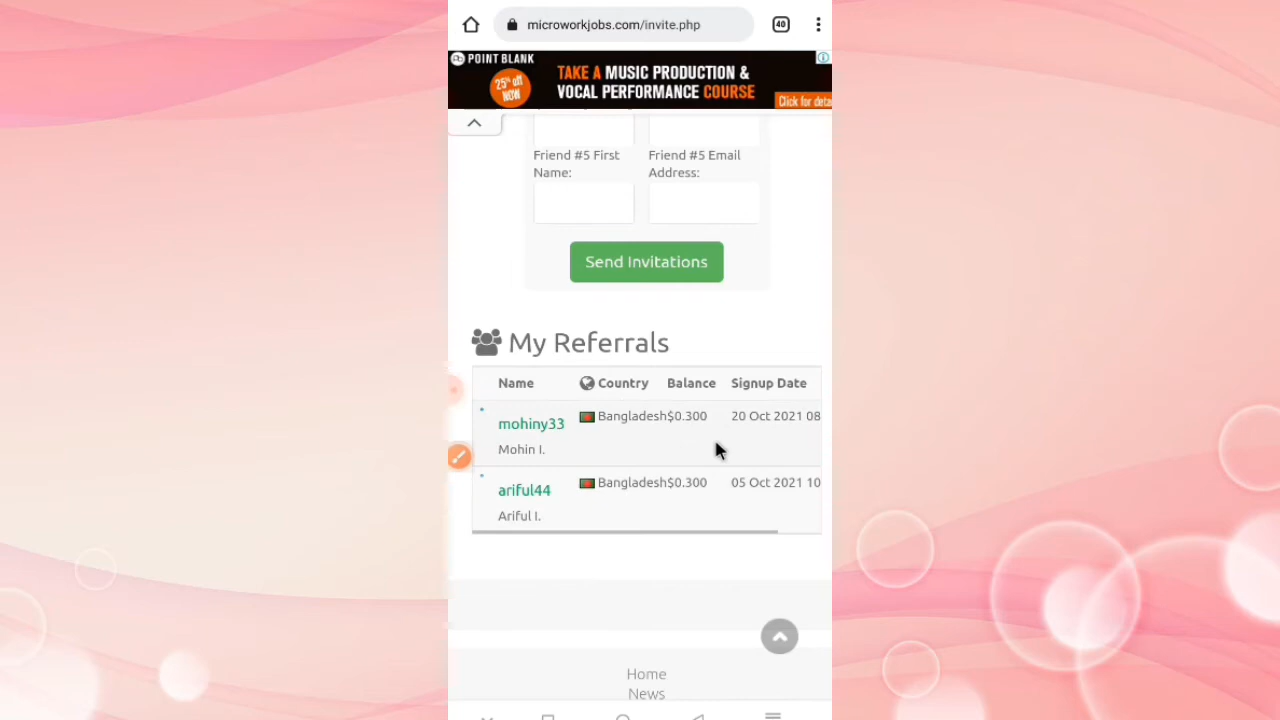 microworkjobs.com/invite.php
40
POINT BLANK
25% off
NOW
TAKE A MUSIC PRODUCTION &
VOCAL PERFORMANCE COURSE
Click for deta
Friend #5 First
Name:
Friend #5 Email
Address:
Send Invitations
My Referrals
Name Country Balance Signup Date
mohiny33 Bangladesh$0.300 20 Oct 2021 08
Mohin I.
ariful44 Bangladesh$0.300 05 Oct 2021 10
Ariful I.
Home
News